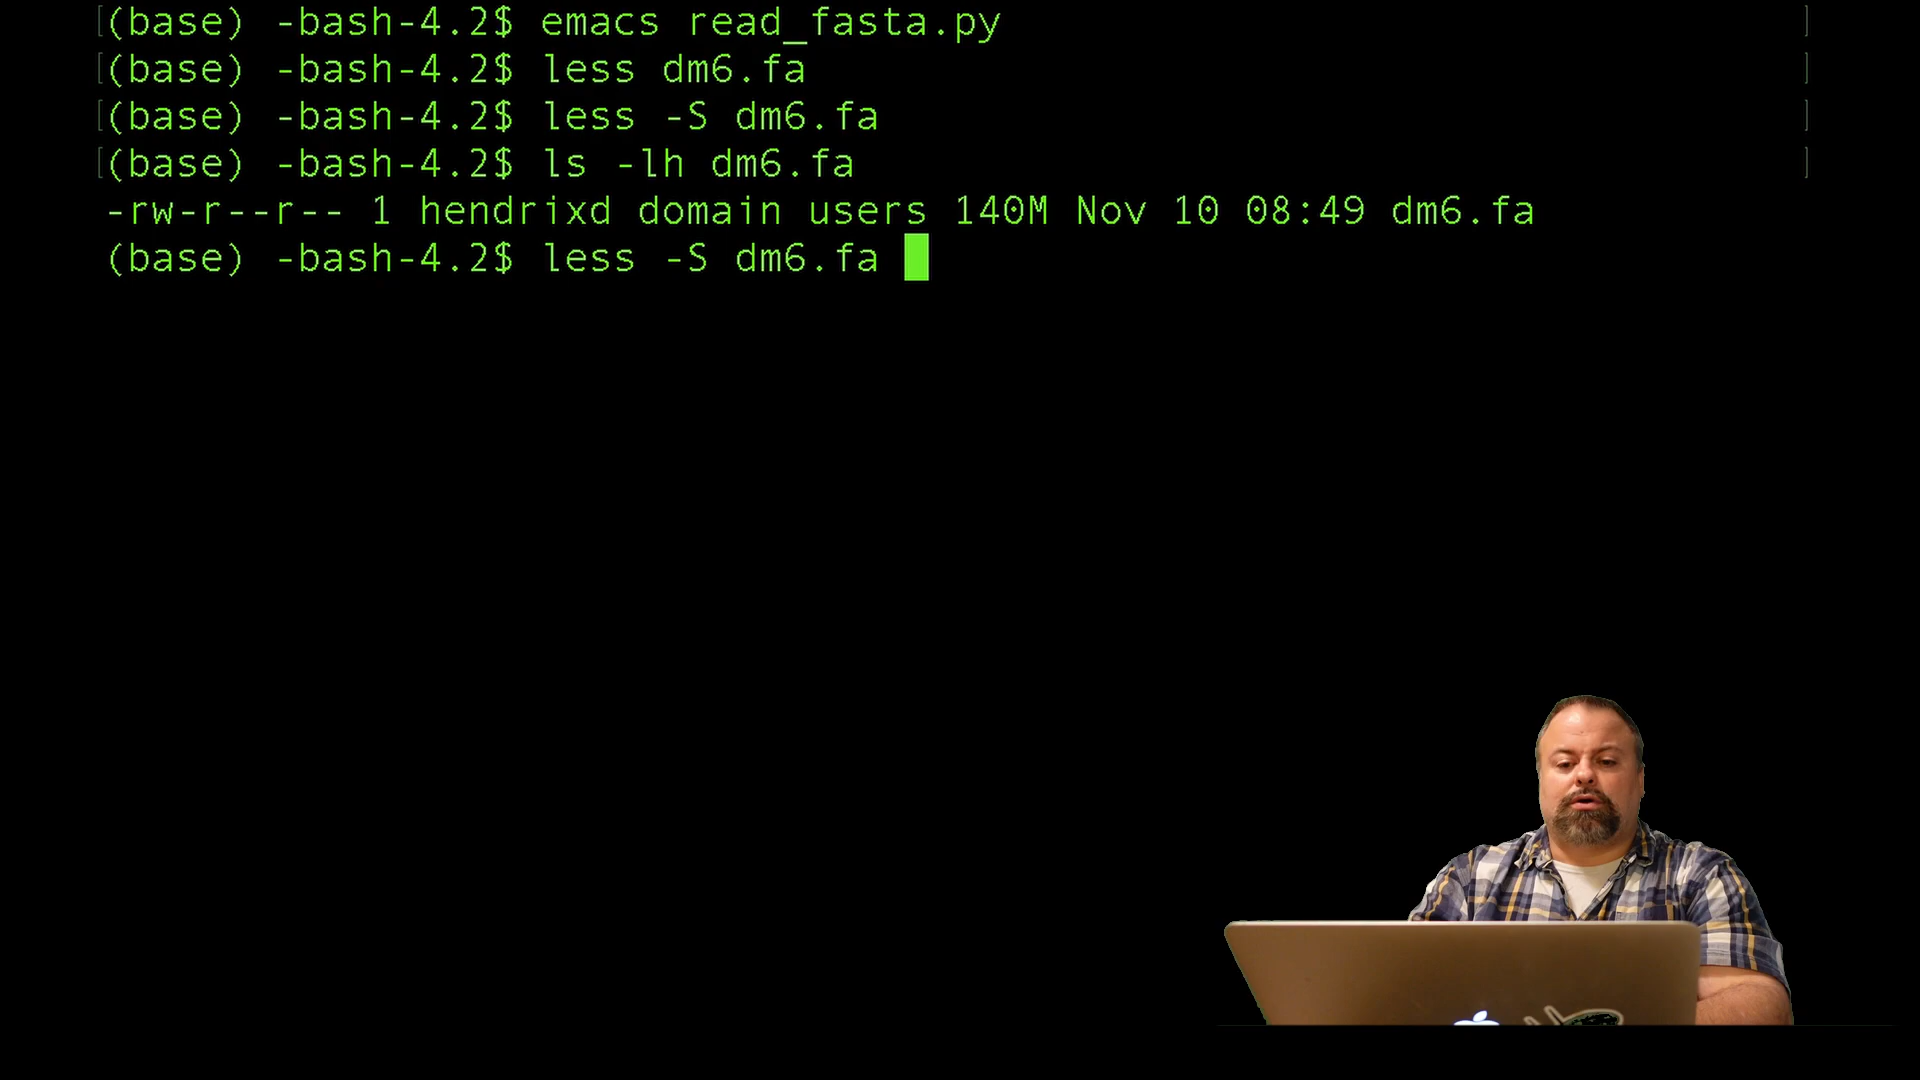 [(base) -bash-4.2$ emacs read_fasta.py ]
[(base) -bash-4.2$ less dm6.fa ]
[(base) -bash-4.2$ less -S dm6.fa ]
[(base) -bash-4.2$ ls -lh dm6.fa ]
-rw-r--r-- 1 hendrixd domain users 140M Nov 10 08:49 dm6.fa
(base) -bash-4.2$ less -S dm6.fa